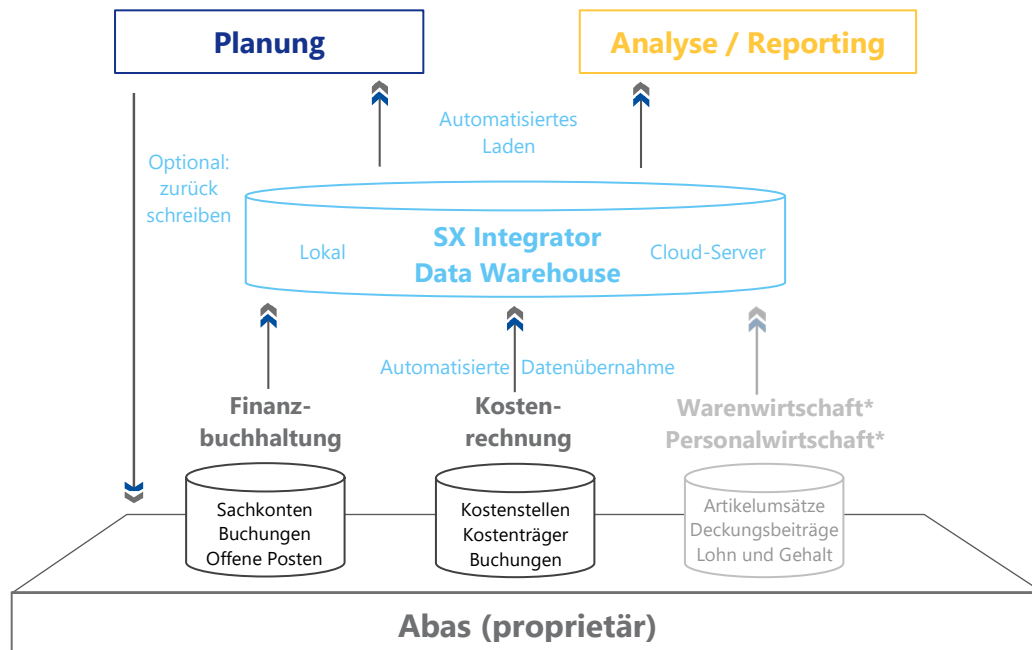 Planung
Analyse / Reporting
Automatisiertes
Laden
Optional:
zurück
schreiben
Lokal
SX Integrator
Data Warehouse
Cloud-Server
Automatisierte Datenübernahme
Finanz-
buchhaltung
Kosten-
rechnung
Warenwirtschaft*
Personalwirtschaft*
Sachkonten
Buchungen
Offene Posten
Kostenstellen
Kostenträger
Buchungen
Artikelumsätze
Deckungsbeiträge
Lohn und Gehalt
Abas (proprietär)